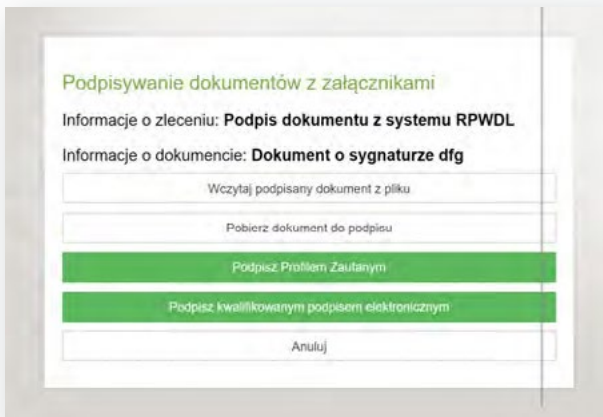 Podpisywanie dokumentów z załącznikami
Informacje o zleceniu: Podpis dokumentu z systemu RPWDL
Informacje o dokumencie: Dokument o sygnaturze dfg
Wczytaj podpisany dokument z pliku
Pobierz dokument do podpisu
Podpisz Profilem Zaufanym
Podpisz kwalifikowanym podpisem elektronicznym
Anuluj